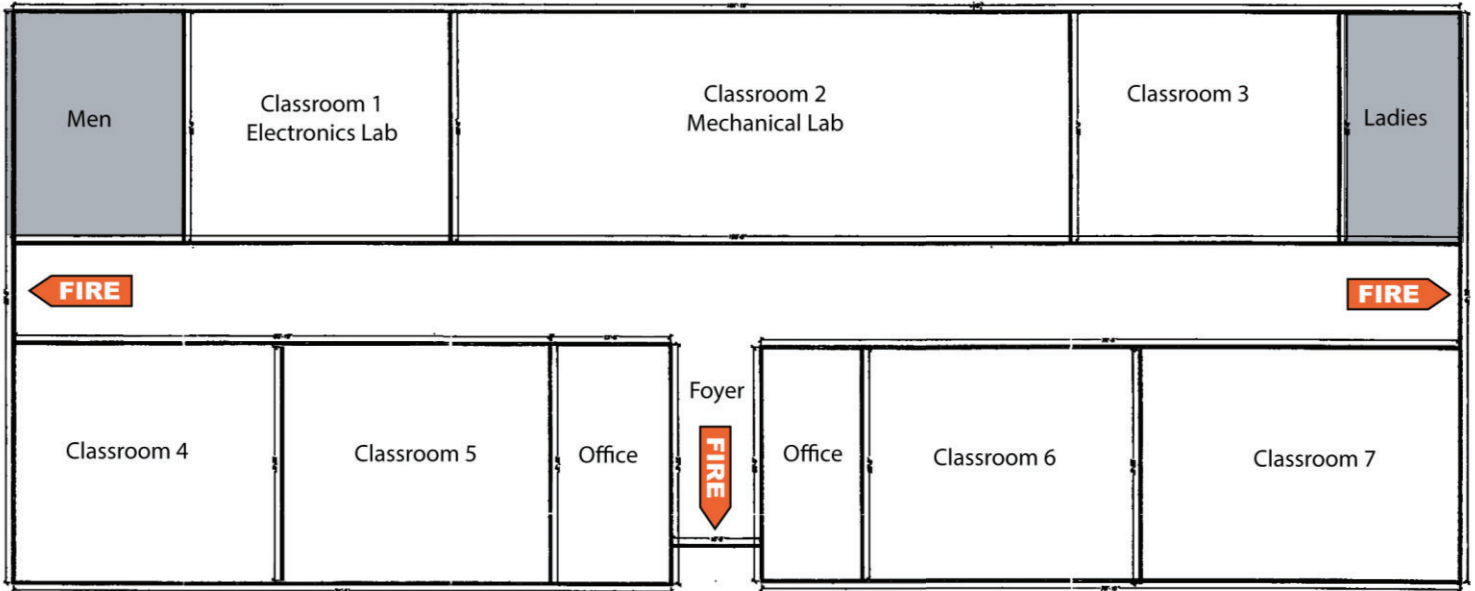 Men
Classroom 1
Electronics Lab
Classroom 2
Mechanical Lab
Classroom 3
Ladies
FIRE
FIRE
Classroom 4
Classroom 5
Office
Foyer
FIRE
Office
Classroom 6
Classroom 7